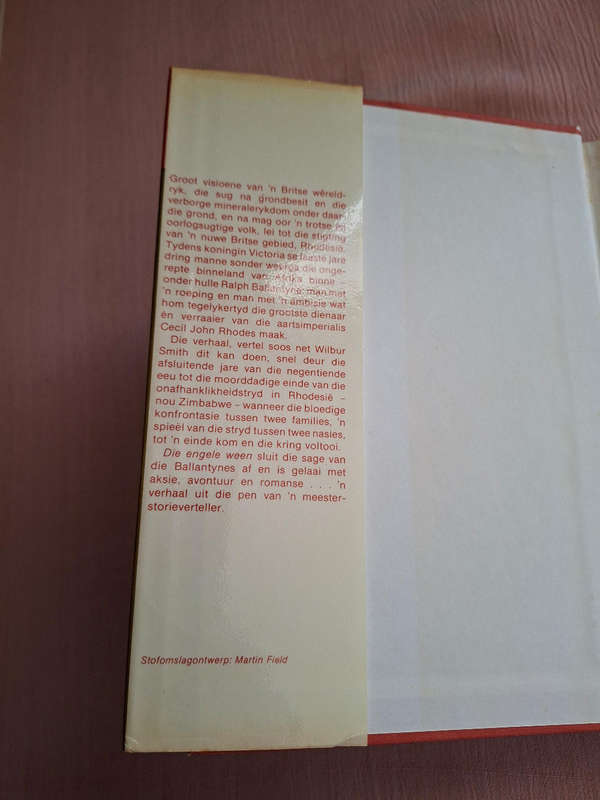 Groot visioene van 'n Britse wêreld-
ryk, die sug na grondbesit en die
verborge mineralerykdom onder daar-
die grond, en na mag oor 'n trotse en
oorlogsugtige volk, lei tot die stigting
van 'n nuwe Britse gebied, Rhodesië.
Tydens koningin Victoria se laaste jare
dring manne sonder weerga die onge-
repte binneland van Afrika binne –
onder hulle Ralph Ballantyne: man met
'n roeping en man met 'n ambisie wat
hom tegelykertyd die grootste dienaar
én verraaier van die aartsimperialis
Cecil John Rhodes maak.
Die verhaal, vertel soos net Wilbur
Smith dit kan doen, snel deur die
afsluitende jare van die negentiende
eeu tot die moorddadige einde van die
onafhanklikheidstryd in Rhodesië –
nou Zimbabwe – wanneer die bloedige
konfrontasie tussen twee families, 'n
spieël van die stryd tussen twee nasies,
tot 'n einde kom en die kring voltooi.
Die engele ween sluit die sage van
die Ballantynes af en is gelaai met
aksie, avontuur en romanse . . . . 'n
verhaal uit die pen van 'n meester-
storieverteller.
Stofomslagontwerp: Martin Field